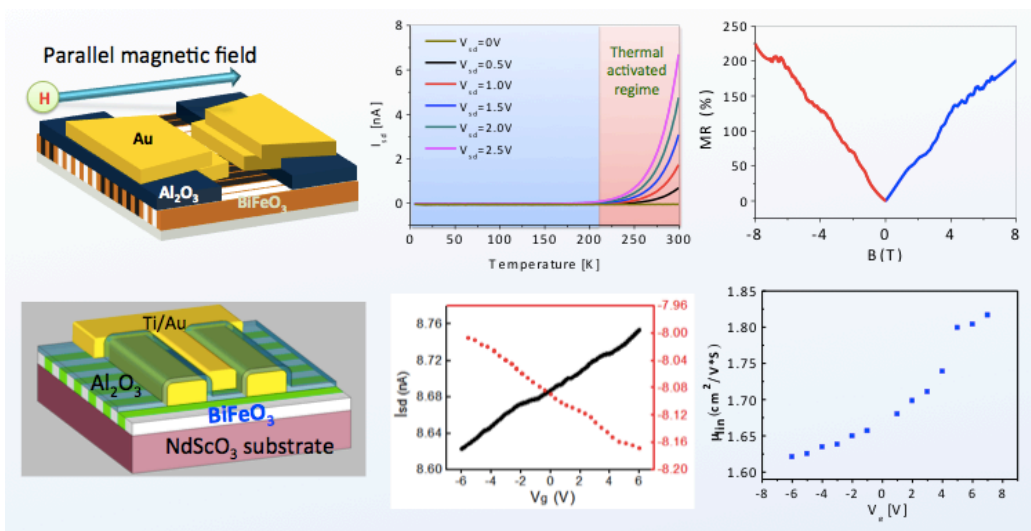 Parallel magnetic field
H
Au
Al2O3
BiFeO3
8
6
4
2
0
Isd [nA]
Vsd=0V
Vsd=0.5V
Vsd=1.0V
Vsd=1.5V
Vsd=2.0V
Vsd=2.5V
Thermal
activated
regime
0 50 100 150 200 250 300
Temperature [K]
250
200
150
100
50
0
MR (%)
-8 -4 0 4 8
B(T)
Ti/Au
Al2O3
BiFeO3
NdScO3 substrate
8.76
8.72
8.68
8.64
8.60
Isd (nA)
-7.96
-8.00
-8.04
-8.08
-8.12
-8.16
-8.20
-6 -4 -2 0 2 4 6
Vg (V)
1.85
1.80
1.75
1.70
1.65
1.60
μlin(cm2/V*S)
-8 -6 -4 -2 0 2 4 6 8
[V]